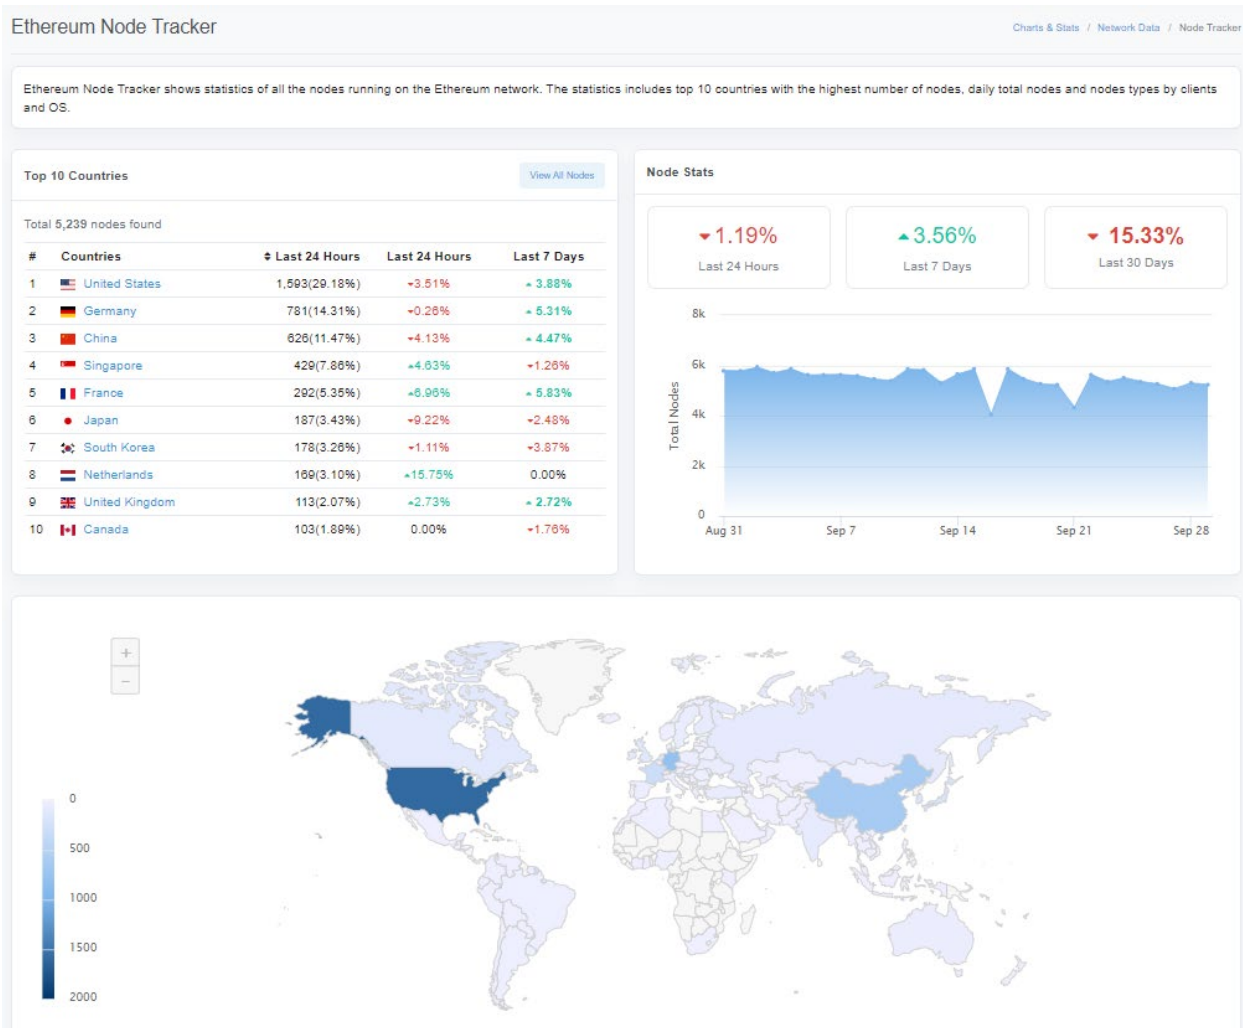 Ethereum Node Tracker
Charts & Stats / Network Data / Node Tracker
Ethereum Node Tracker shows statistics of all the nodes running on the Ethereum network. The statistics includes top 10 countries with the highest number of nodes, daily total nodes and nodes types by clients
and OS.
Top 10 Countries
View All Nodes
Total 5,239 nodes found
# Countries Last 24 Hours Last 24 Hours Last 7 Days
1 United States 1,593(29.18%) 3.51% 3.88%
2 Germany 781(14.31%) 0.26% 5.31%
3 China 626(11.47%) 4.13% 4.47%
4 Singapore 429(7.86%) 4.63% 1.26%
5 France 292(5.35%) 6.96% 5.83%
6 Japan 187(3.43%) 9.22% 2.48%
7 South Korea 178(3.26%) 1.11% 3.87%
8 Netherlands 169(3.10%) 15.75% 0.00%
9 United Kingdom 113(2.07%) 2.73% 2.72%
10 Canada 103(1.89%) 0.00% 1.76%
Node Stats
1.19%
Last 24 Hours
3.56%
Last 7 Days
15.33%
Last 30 Days
8k
6k
4k
2k
0
Total Nodes
Aug 31 Sep 7 Sep 14 Sep 21 Sep 28
+
−
0
500
1000
1500
2000